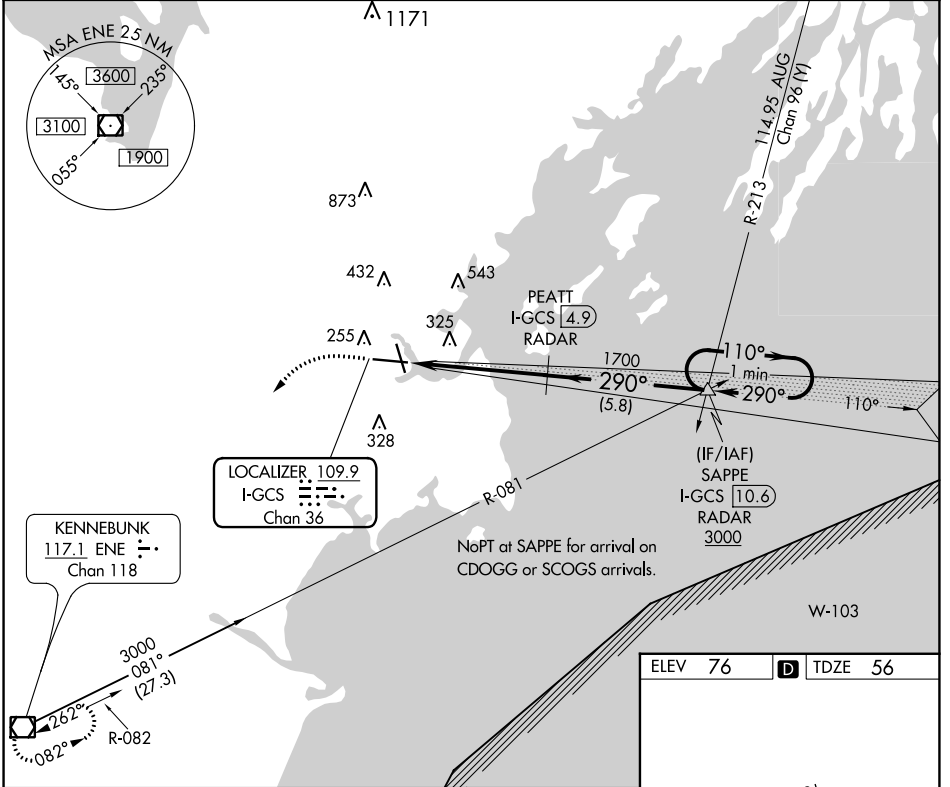 1171
MSA ENE 25 NM
145°
3600
235°
3100
1900
055°
114.95 AUG
Chan 96 (Y)
R-213
873
432
543
255
325
PEATT
I-GCS 4.9
RADAR
1700
290°
(5.8)
110°
1 min
290°
110°
328
LOCALIZER 109.9
I-GCS
Chan 36
(IF/IAF)
SAPPE
I-GCS 10.6
RADAR
3000
R-081
NoPT at SAPPE for arrival on
CDOGG or SCOGS arrivals.
KENNEBUNK
117.1 ENE
Chan 118
W-103
3000
081°
(27.3)
262°
082°
R-082
ELEV 76 D TDZE 56